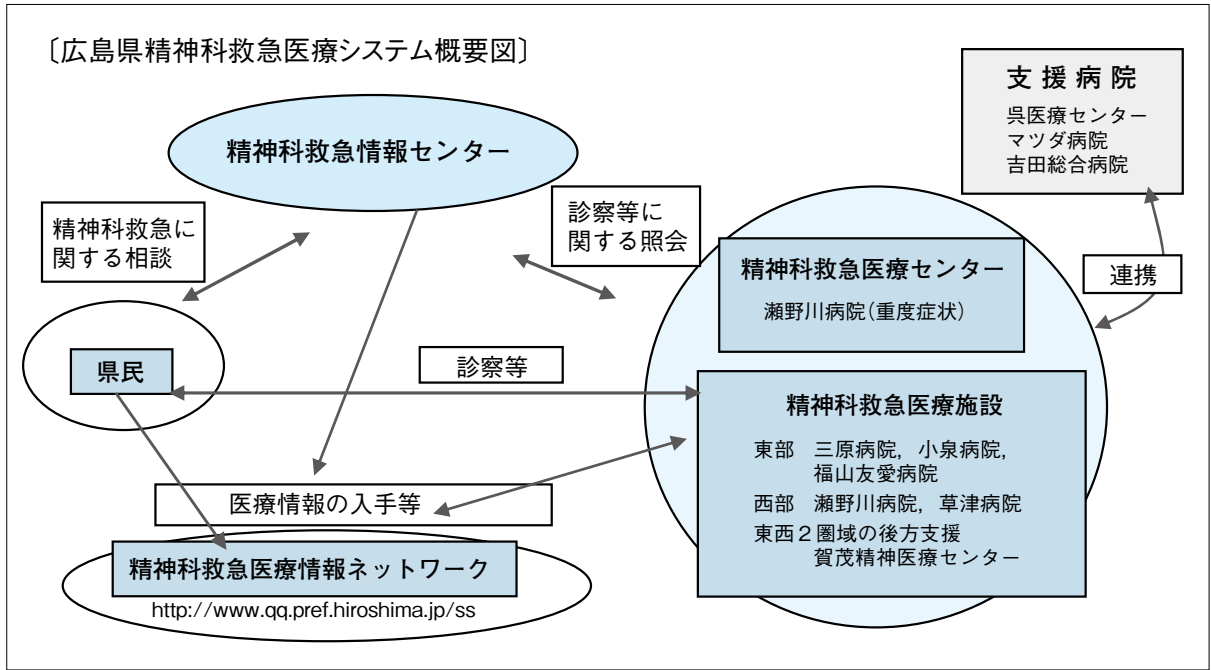 〔広島県精神科救急医療システム概要図〕
支援病院
呉医療センター
マツダ病院
吉田総合病院
精神科救急情報センター
精神科救急に
関する相談
診察等に
関する照会
精神科救急医療センター
瀬野川病院(重度症状)
連携
県民
診察等
精神科救急医療施設
東部 三原病院，小泉病院，
福山友愛病院
西部 瀬野川病院，草津病院
東西2圏域の後方支援
賀茂精神医療センター
医療情報の入手等
精神科救急医療情報ネットワーク
http://www.qq.pref.hiroshima.jp/ss